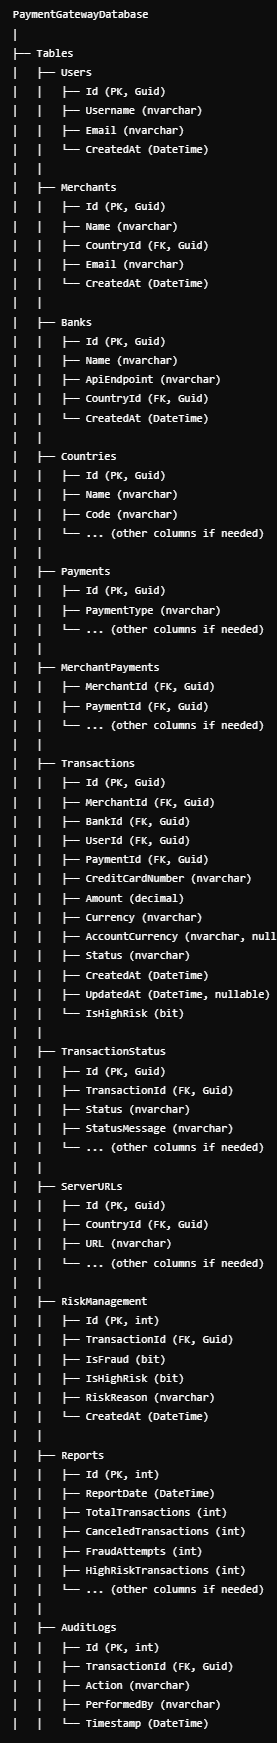 PaymentGatewayDatabase
|
├── Tables
|   ├── Users
|   |   ├── Id (PK, Guid)
|   |   ├── Username (nvarchar)
|   |   ├── Email (nvarchar)
|   |   └── CreatedAt (DateTime)
|   |
|   ├── Merchants
|   |   ├── Id (PK, Guid)
|   |   ├── Name (nvarchar)
|   |   ├── CountryId (FK, Guid)
|   |   ├── Email (nvarchar)
|   |   └── CreatedAt (DateTime)
|   |
|   ├── Banks
|   |   ├── Id (PK, Guid)
|   |   ├── Name (nvarchar)
|   |   ├── ApiEndpoint (nvarchar)
|   |   ├── CountryId (FK, Guid)
|   |   └── CreatedAt (DateTime)
|   |
|   ├── Countries
|   |   ├── Id (PK, Guid)
|   |   ├── Name (nvarchar)
|   |   ├── Code (nvarchar)
|   |   └── ... (other columns if needed)
|   |
|   ├── Payments
|   |   ├── Id (PK, Guid)
|   |   ├── PaymentType (nvarchar)
|   |   └── ... (other columns if needed)
|   |
|   ├── MerchantPayments
|   |   ├── MerchantId (FK, Guid)
|   |   ├── PaymentId (FK, Guid)
|   |   └── ... (other columns if needed)
|   |
|   ├── Transactions
|   |   ├── Id (PK, Guid)
|   |   ├── MerchantId (FK, Guid)
|   |   ├── BankId (FK, Guid)
|   |   ├── UserId (FK, Guid)
|   |   ├── PaymentId (FK, Guid)
|   |   ├── CreditCardNumber (nvarchar)
|   |   ├── Amount (decimal)
|   |   ├── Currency (nvarchar)
|   |   ├── AccountCurrency (nvarchar, null
|   |   ├── Status (nvarchar)
|   |   ├── CreatedAt (DateTime)
|   |   ├── UpdatedAt (DateTime, nullable)
|   |   └── IsHighRisk (bit)
|   |
|   ├── TransactionStatus
|   |   ├── Id (PK, Guid)
|   |   ├── TransactionId (FK, Guid)
|   |   ├── Status (nvarchar)
|   |   ├── StatusMessage (nvarchar)
|   |   └── ... (other columns if needed)
|   |
|   ├── ServerURLs
|   |   ├── Id (PK, Guid)
|   |   ├── CountryId (FK, Guid)
|   |   ├── URL (nvarchar)
|   |   └── ... (other columns if needed)
|   |
|   ├── RiskManagement
|   |   ├── Id (PK, int)
|   |   ├── TransactionId (FK, Guid)
|   |   ├── IsFraud (bit)
|   |   ├── IsHighRisk (bit)
|   |   ├── RiskReason (nvarchar)
|   |   └── CreatedAt (DateTime)
|   |
|   ├── Reports
|   |   ├── Id (PK, int)
|   |   ├── ReportDate (DateTime)
|   |   ├── TotalTransactions (int)
|   |   ├── CanceledTransactions (int)
|   |   ├── FraudAttempts (int)
|   |   ├── HighRiskTransactions (int)
|   |   └── ... (other columns if needed)
|   |
|   ├── AuditLogs
|   |   ├── Id (PK, int)
|   |   ├── TransactionId (FK, Guid)
|   |   ├── Action (nvarchar)
|   |   ├── PerformedBy (nvarchar)
|   |   └── Timestamp (DateTime)